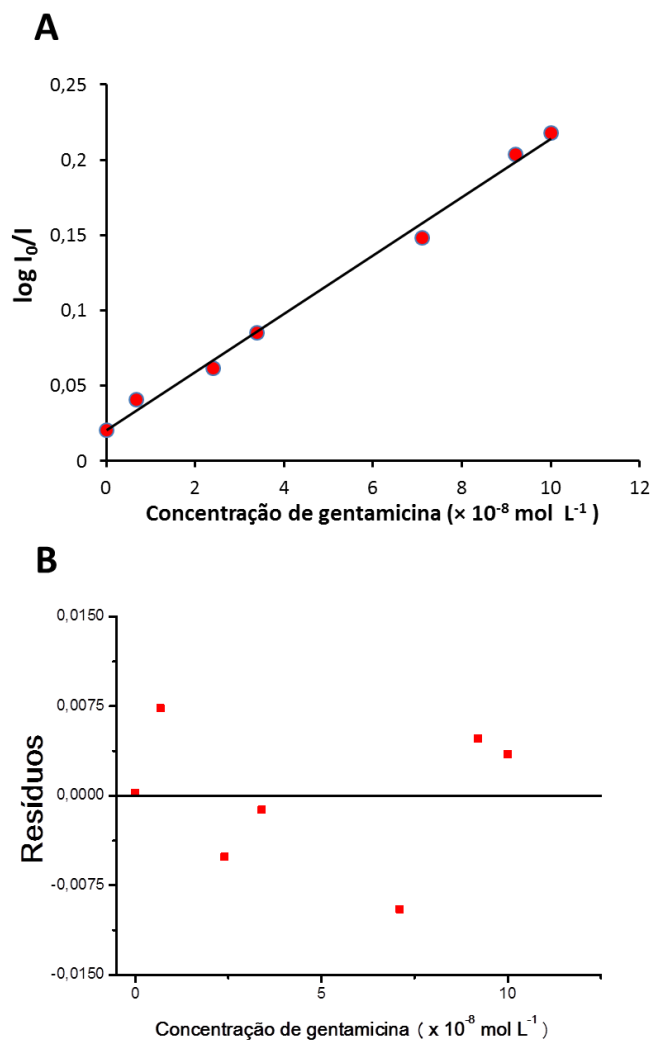 A
0,25
0,2
0,15
0,1
0,05
0
log I₀/I
0 2 4 6 8 10 12
Concentração de gentamicina (× 10⁻⁸ mol L⁻¹ )
B
0,0150
0,0075
0,0000
-0,0075
-0,0150
Resíduos
0 5 10
Concentração de gentamicina ( x 10⁻⁸ mol L⁻¹)